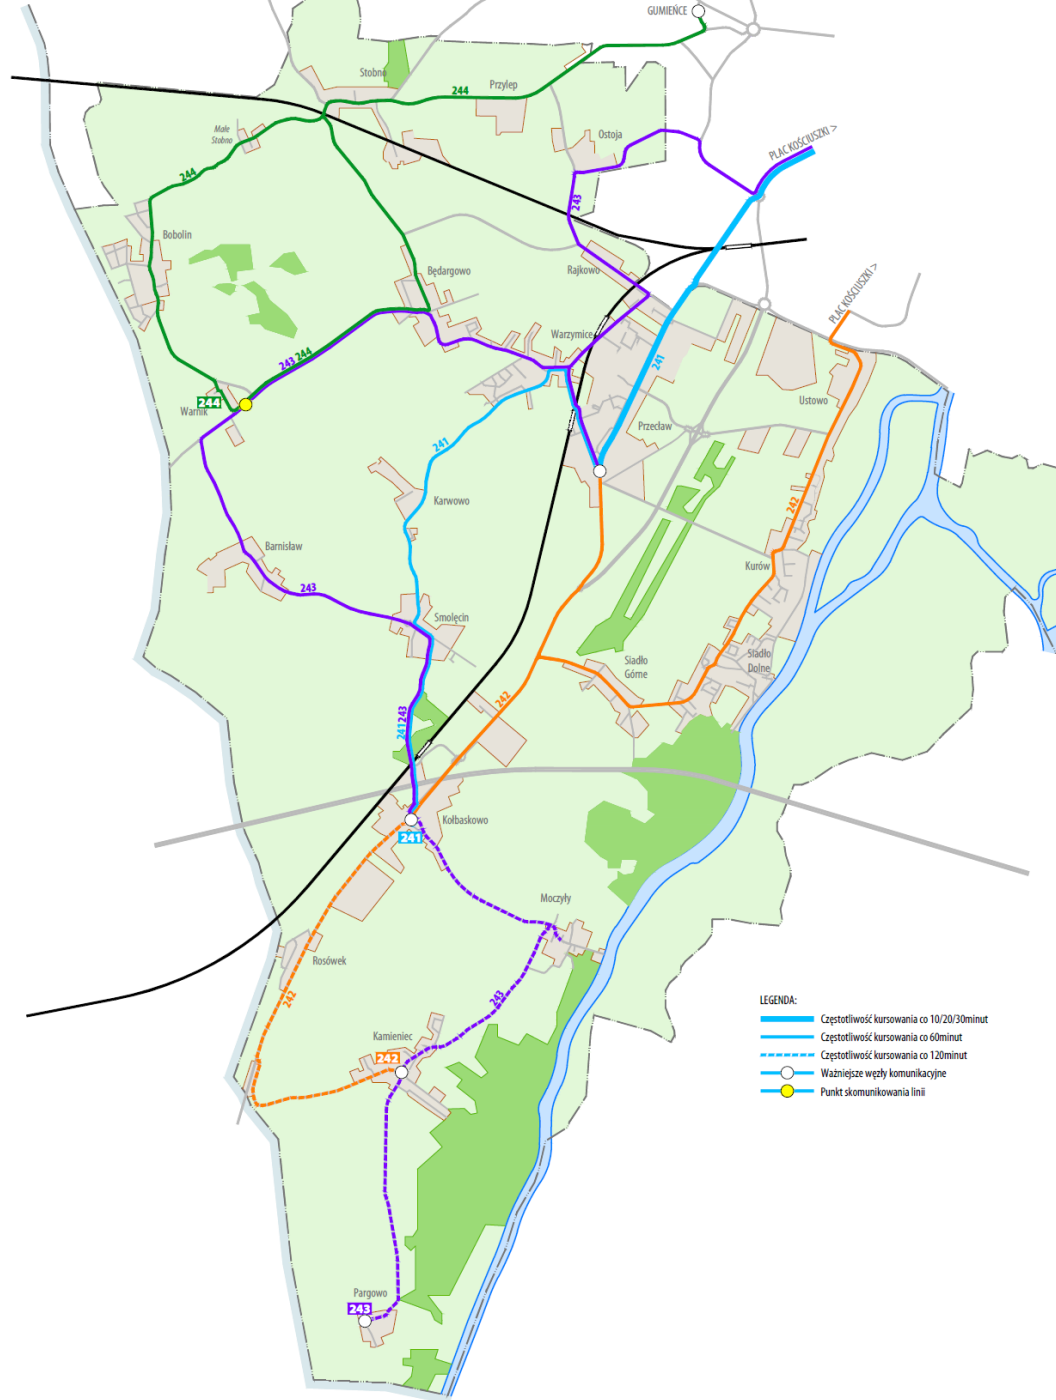 GUMIEŃCE
Stobno
Przylep
244
Małe
Stobno
Ostoja
PLAC KOŚCIUSZKI >
244
243
Bobolin
Będargowo
Rajkowo
PLAC KOŚCIUSZKI >
Warzymice
243
244
241
Ustowo
244
Warnik
Przecław
241
Karwowo
242
Barnisław
Kurów
243
Smolęcin
Siadło
Górne
Siadło
Dolne
242
241
243
Kołbaskowo
241
Moczyły
Rosówek
242
243
Kamieniec
242
LEGENDA:
Częstotliwość kursowania co 10/20/30minut
Częstotliwość kursowania co 60minut
Częstotliwość kursowania co 120minut
Ważniejsze węzły komunikacyjne
Punkt skomunikowania linii
Pargowo
243